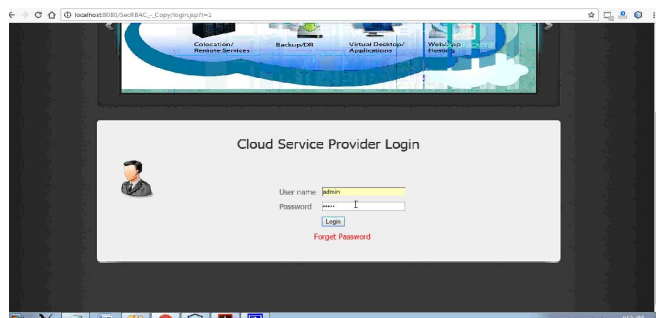 localhost:8080/SecRBAC_-_Copy/login.jsp?t=1
Colocation/ Backup/DR Virtual Desktop/ Web/App
Remote Services Applications Hosting
Cloud Service Provider Login
User name admin
Password •••••
Login
Forget Password